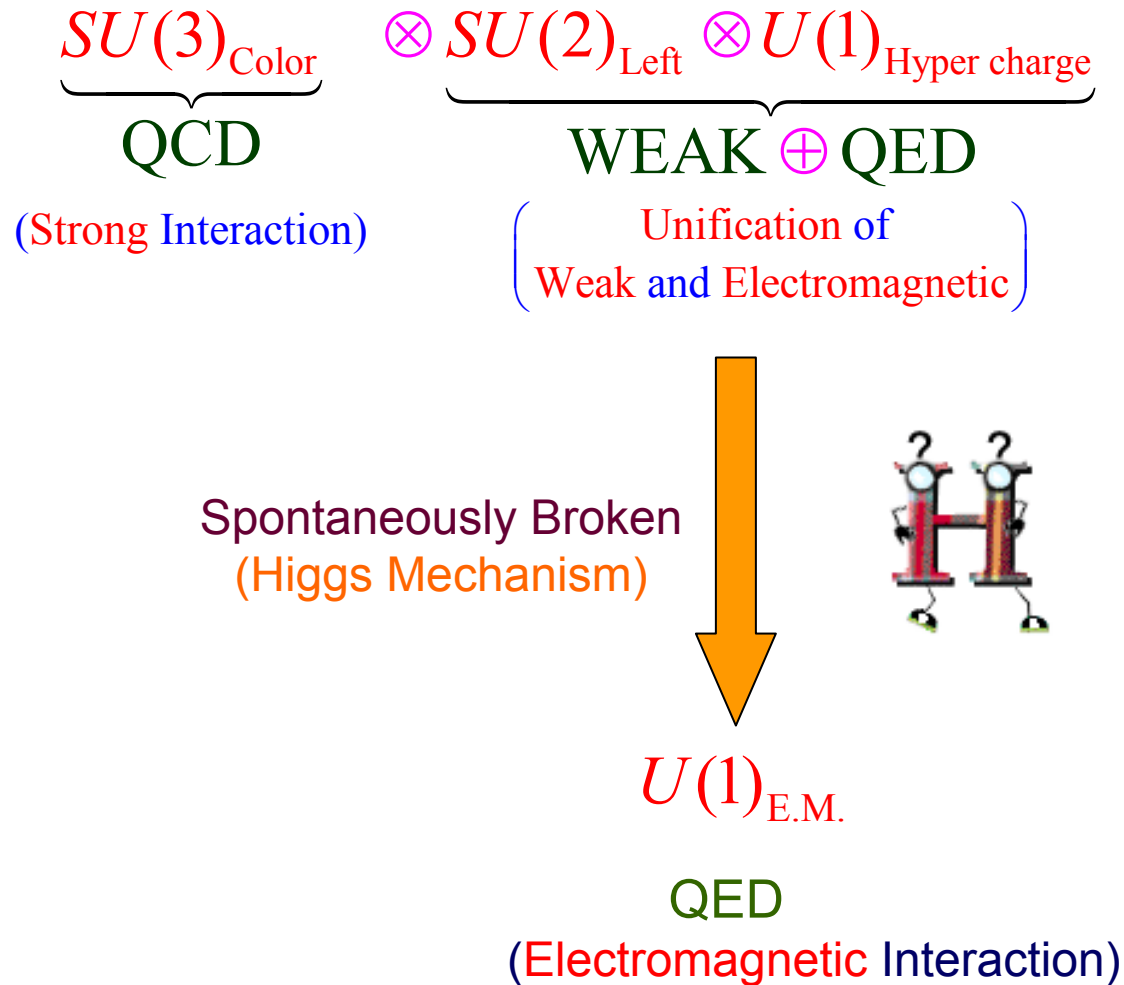 SU(3)Color ⊗ SU(2)Left ⊗ U(1)Hyper charge
QCD WEAK ⊕ QED
(Strong Interaction)
(Unification of
Weak and Electromagnetic)
? ?
H
Spontaneously Broken
(Higgs Mechanism)
U(1)E.M.
QED
(Electromagnetic Interaction)